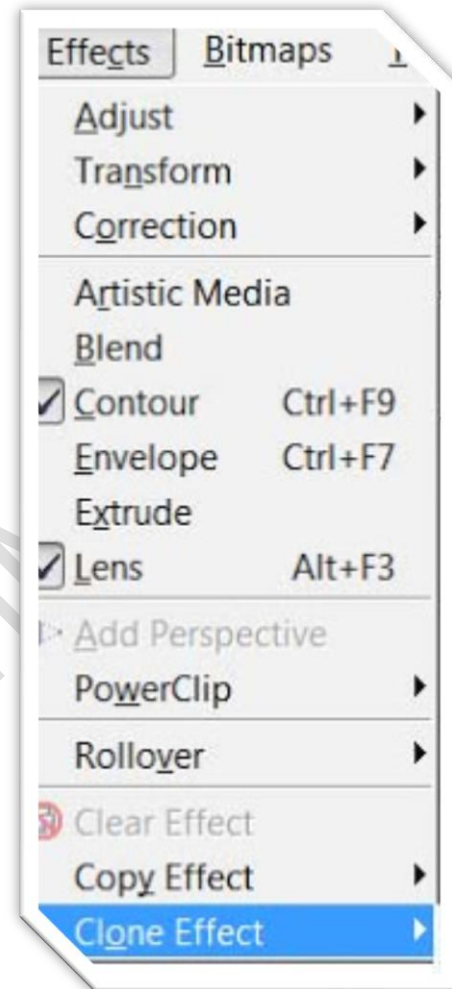 Effects Bitmaps
Adjust
Transform
Correction
Artistic Media
Blend
Contour Ctrl+F9
Envelope Ctrl+F7
Extrude
Lens Alt+F3
Add Perspective
PowerClip
Rollover
Clear Effect
Copy Effect
Clone Effect